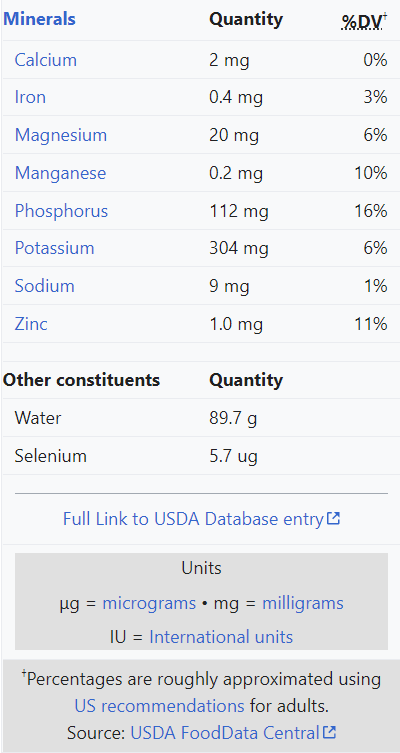 Minerals Quantity %DV†
Calcium 2 mg 0%
Iron 0.4 mg 3%
Magnesium 20 mg 6%
Manganese 0.2 mg 10%
Phosphorus 112 mg 16%
Potassium 304 mg 6%
Sodium 9 mg 1%
Zinc 1.0 mg 11%
Other constituents Quantity
Water 89.7 g
Selenium 5.7 ug
Full Link to USDA Database entry
Units
μg = micrograms • mg = milligrams
IU = International units
†Percentages are roughly approximated using
US recommendations for adults.
Source: USDA FoodData Central